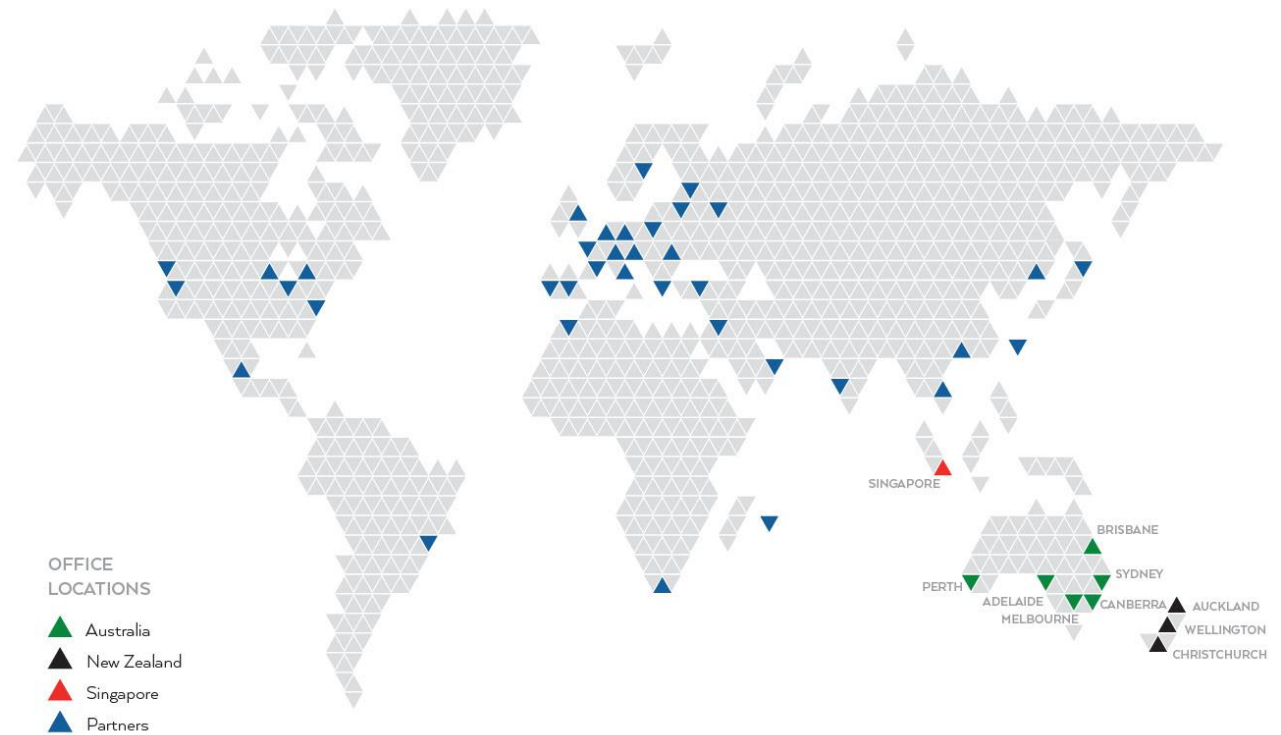 SINGAPORE
BRISBANE
PERTH
SYDNEY
ADELAIDE
CANBERRA
AUCKLAND
MELBOURNE
WELLINGTON
CHRISTCHURCH
OFFICE
LOCATIONS
Australia
New Zealand
Singapore
Partners